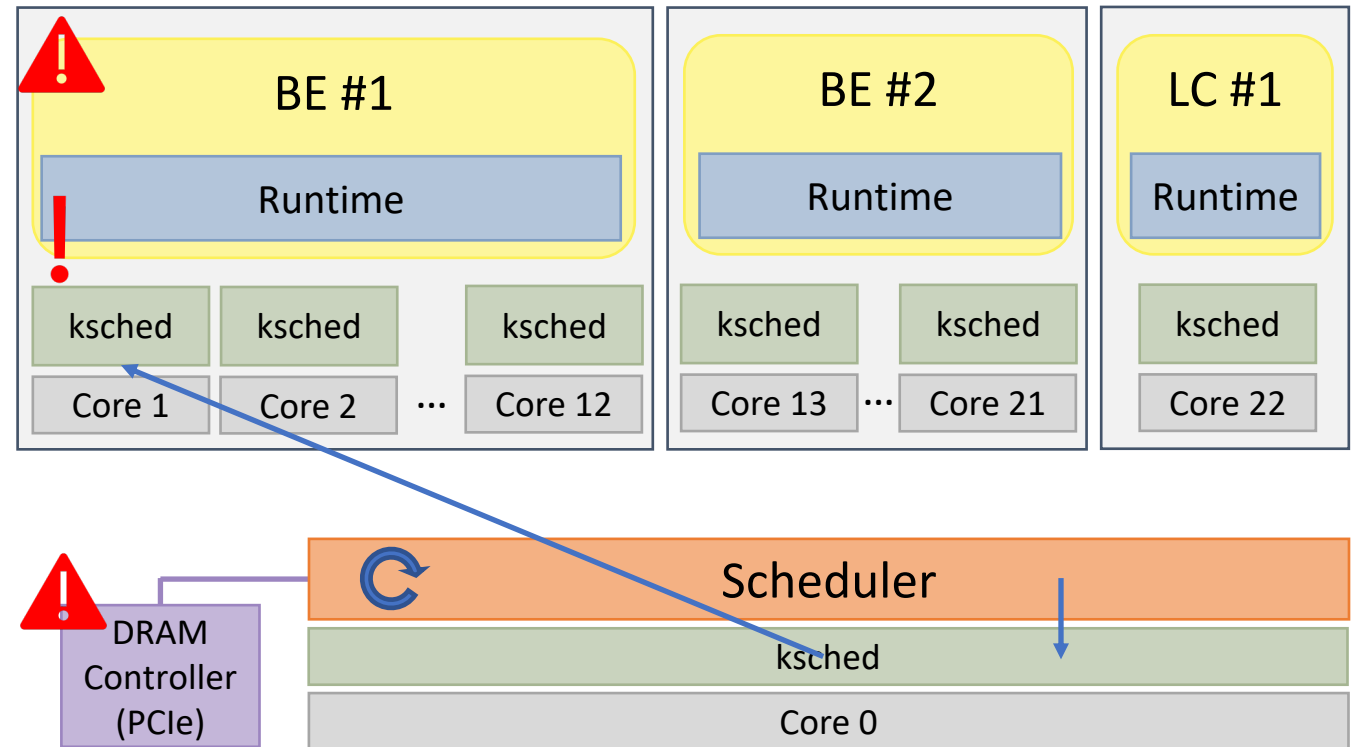 BE #1
BE #2
LC #1
Runtime
Runtime
Runtime
!
ksched
ksched
ksched
ksched
ksched
ksched
Core 1
Core 2
...
Core 12
Core 13
...
Core 21
Core 22
Scheduler
DRAM
Controller
(PCIe)
ksched
Core 0